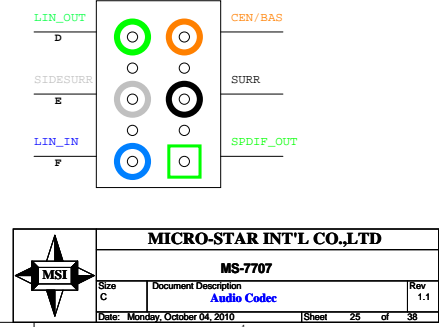 LIN_OUT CEN/BAS
D
SIDESURR SURR
E
LIN_IN SPDIF_OUT
F
MICRO-STAR INT'L CO.,LTD
MSI
MS-7707
Size Document Description Rev
C Audio Codec 1.1
Date: Monday, October 04, 2010 Sheet 25 of 38